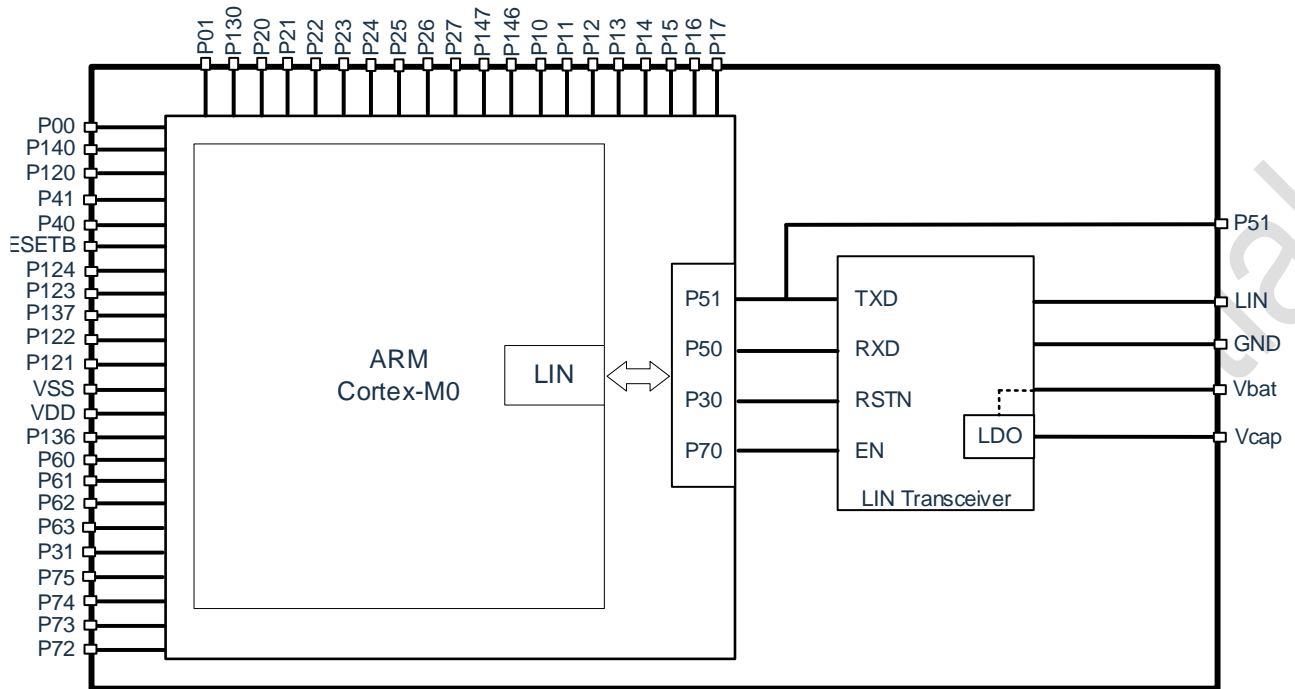 P01
P130
P20
P21
P22
P23
P24
P25
P26
P27
P147
P146
P10
P11
P12
P13
P14
P15
P16
P17
P00
P140
P120
P41
P40
ESETB
P124
P123
P137
P122
P121
VSS
VDD
P136
P60
P61
P62
P63
P31
P75
P74
P73
P72
ARM
Cortex-M0
LIN
P51
P50
P30
P70
TXD
RXD
RSTN
EN
LDO
LIN Transceiver
P51
LIN
GND
Vbat
Vcap